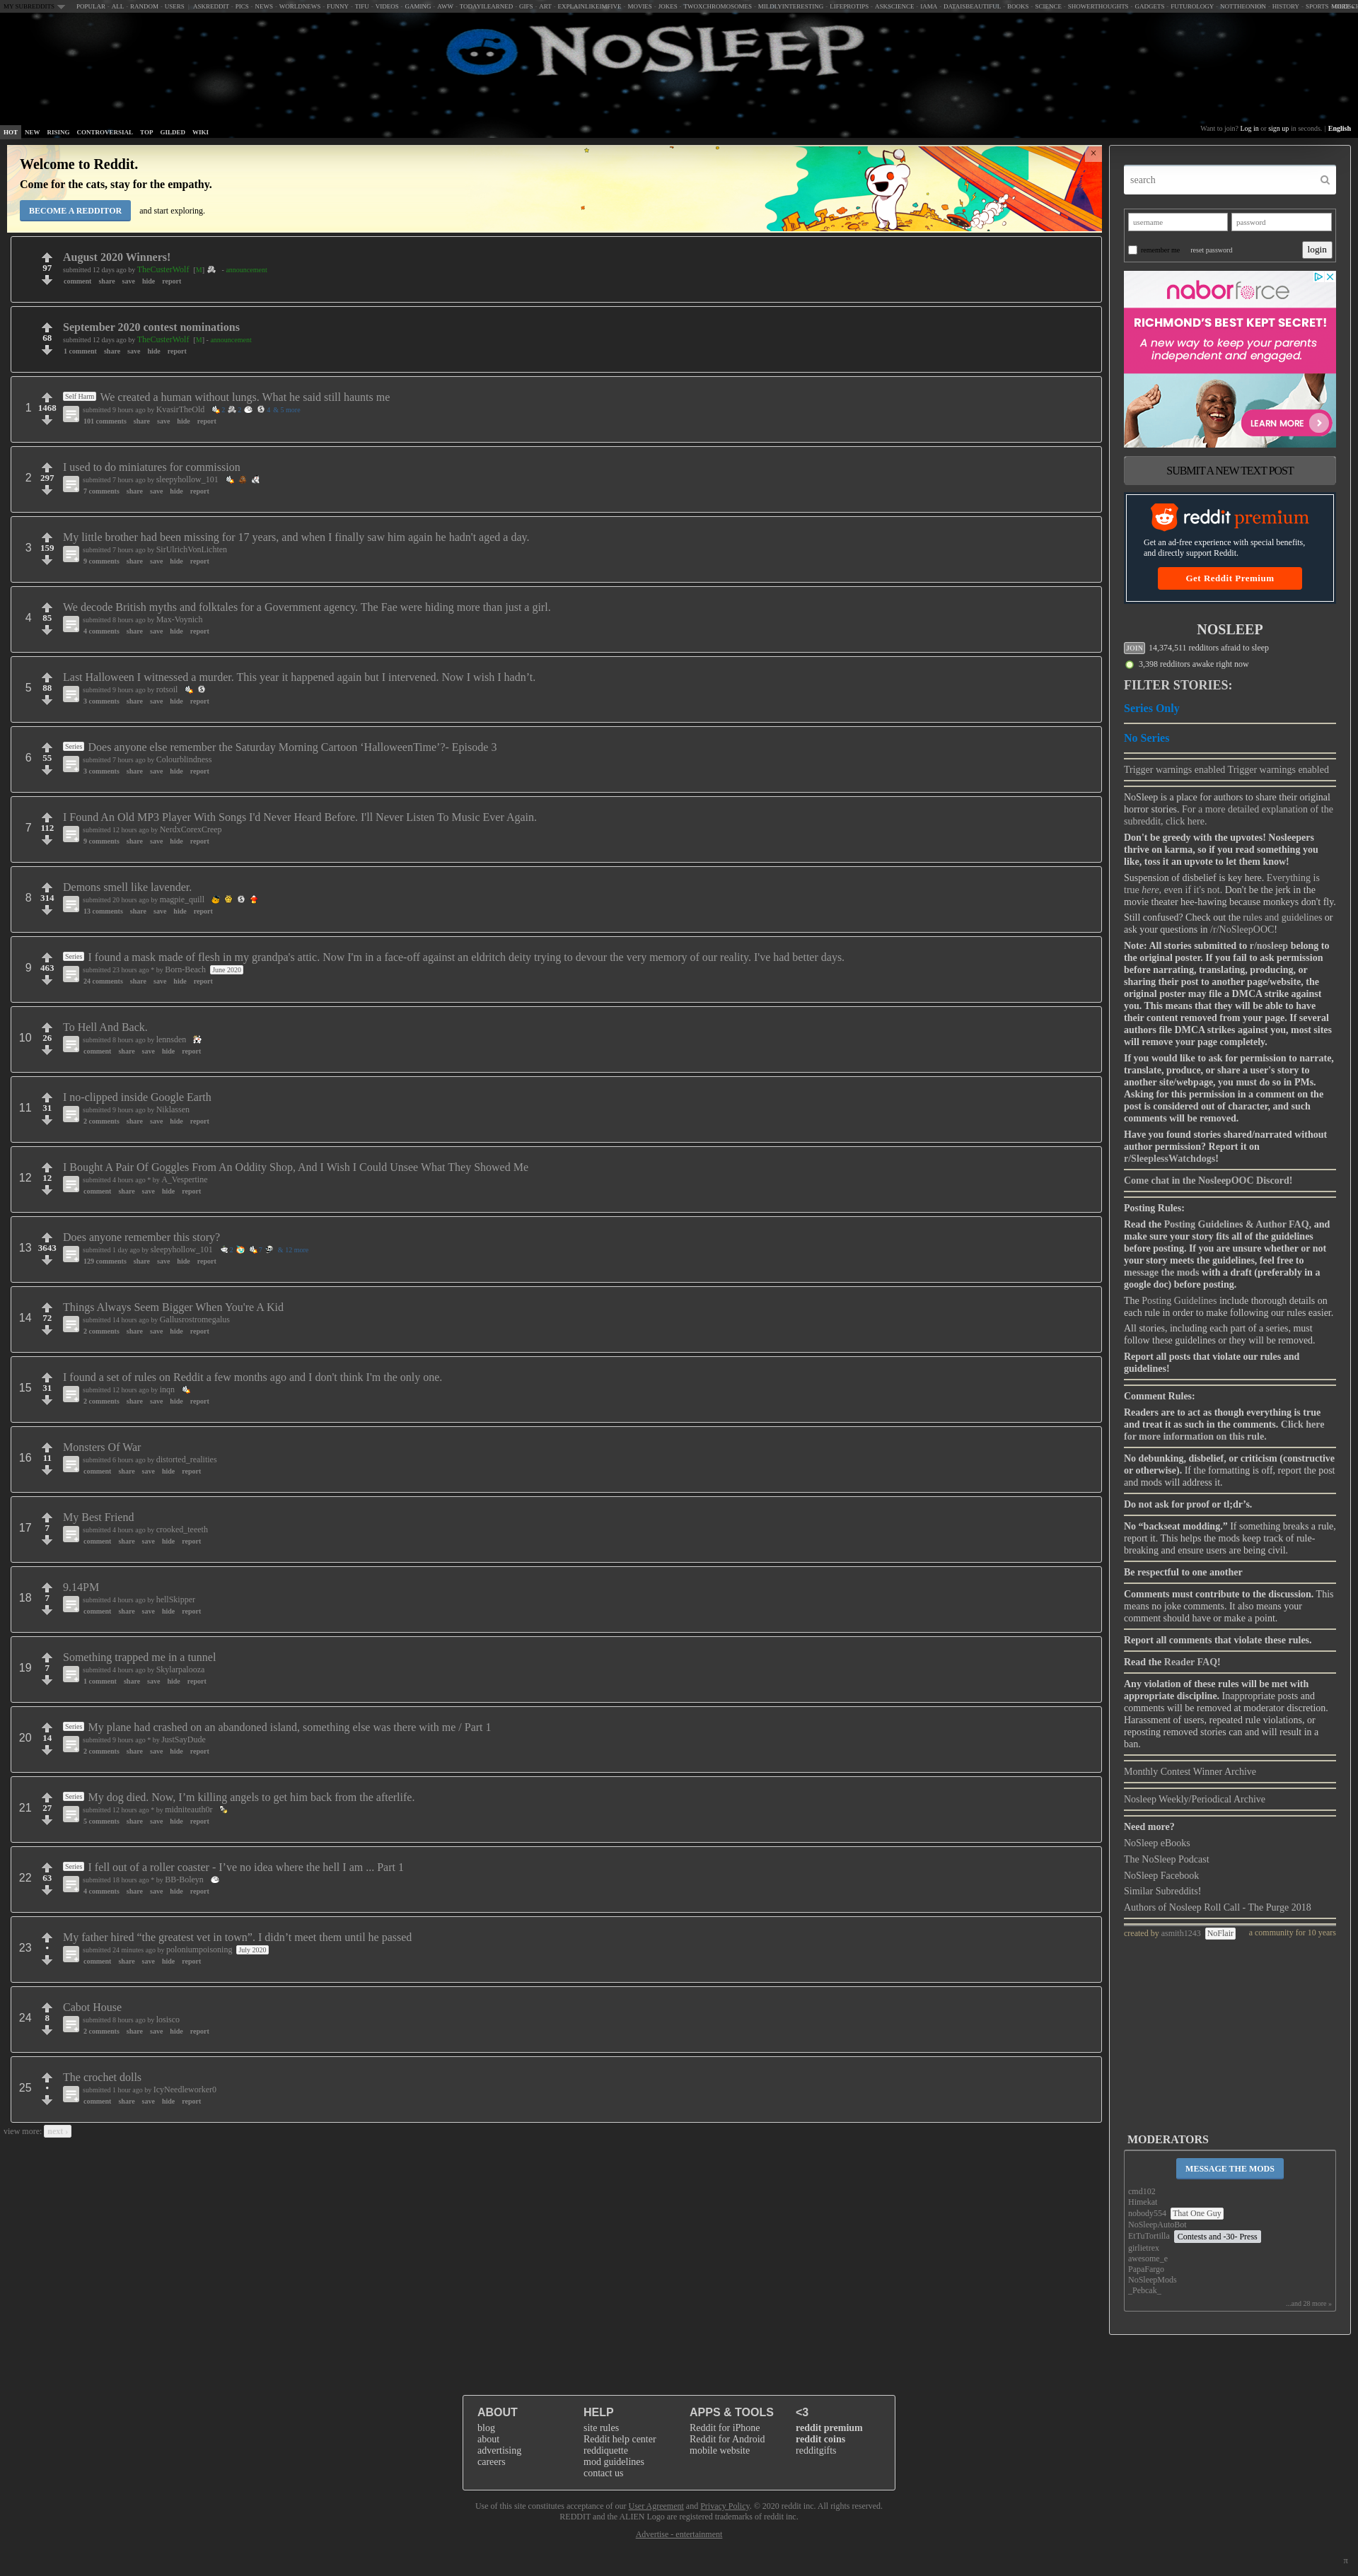 MY SUBREDDITS POPULAR - ALL - RANDOM - USERS ASKREDDIT - PICS - NEWS - WORLDNEWS - FUNNY - TIFU - VIDEOS - GAMING - AWW - TODAYILEARNED - GIFS - ART - EXPLAINLIKEIMFIVE - MOVIES - JOKES - TWOXCHROMOSOMES - MILDLYINTERESTING - LIFEPROTIPS - ASKSCIENCE - IAMA - DATAISBEAUTIFUL - BOOKS - SCIENCE - SHOWERTHOUGHTS - GADGETS - FUTUROLOGY - NOTTHEONION - HISTORY - SPORTS
NoSleep
HOT NEW RISING CONTROVERSIAL TOP GILDED WIKI
Want to join? Log in or sign up in seconds. | English
Welcome to Reddit.
Come for the cats, stay for the empathy.
BECOME A REDDITOR and start exploring.
×
97
August 2020 Winners!
submitted 12 days ago by TheCusterWolf [M] - announcement
comment share save hide report
68
September 2020 contest nominations
submitted 12 days ago by TheCusterWolf [M] - announcement
1 comment share save hide report
1 1468
Self Harm We created a human without lungs. What he said still haunts me
submitted 9 hours ago by KvasirTheOld
101 comments share save hide report
2 297
I used to do miniatures for commission
submitted 7 hours ago by sleepyhollow_101
7 comments share save hide report
3 159
My little brother had been missing for 17 years, and when I finally saw him again he hadn't aged a day.
submitted 7 hours ago by SirUlrichVonLichten
9 comments share save hide report
4 85
We decode British myths and folktales for a Government agency. The Fae were hiding more than just a girl.
submitted 8 hours ago by Max-Voynich
4 comments share save hide report
5 88
Last Halloween I witnessed a murder. This year it happened again but I intervened. Now I wish I hadn’t.
submitted 9 hours ago by rotsoil
3 comments share save hide report
6 55
Series Does anyone else remember the Saturday Morning Cartoon ‘HalloweenTime’?- Episode 3
submitted 7 hours ago by Colourblindness
3 comments share save hide report
7 112
I Found An Old MP3 Player With Songs I'd Never Heard Before. I'll Never Listen To Music Ever Again.
submitted 12 hours ago by NerdxCorexCreep
9 comments share save hide report
8 314
Demons smell like lavender.
submitted 20 hours ago by magpie_quill
13 comments share save hide report
9 463
Series I found a mask made of flesh in my grandpa's attic. Now I'm in a face-off against an eldritch deity trying to devour the very memory of our reality. I've had better days.
submitted 23 hours ago * by Born-Beach June 2020
24 comments share save hide report
10 26
To Hell And Back.
submitted 8 hours ago by lennsden
comment share save hide report
11 31
I no-clipped inside Google Earth
submitted 9 hours ago by Niklassen
2 comments share save hide report
12 12
I Bought A Pair Of Goggles From An Oddity Shop, And I Wish I Could Unsee What They Showed Me
submitted 4 hours ago * by A_Vespertine
comment share save hide report
13 3643
Does anyone remember this story?
submitted 1 day ago by sleepyhollow_101 & 12 more
129 comments share save hide report
14 72
Things Always Seem Bigger When You're A Kid
submitted 14 hours ago by Gallusrostromegalus
2 comments share save hide report
15 31
I found a set of rules on Reddit a few months ago and I don't think I'm the only one.
submitted 12 hours ago by inqn
2 comments share save hide report
16 11
Monsters Of War
submitted 6 hours ago by distorted_realities
comment share save hide report
17 7
My Best Friend
submitted 4 hours ago by crooked_teeeth
comment share save hide report
18 7
9.14PM
submitted 4 hours ago by hellSkipper
comment share save hide report
19 7
Something trapped me in a tunnel
submitted 4 hours ago by Skylarpalooza
1 comment share save hide report
20 14
Series My plane had crashed on an abandoned island, something else was there with me / Part 1
submitted 9 hours ago * by JustSayDude
2 comments share save hide report
21 27
Series My dog died. Now, I’m killing angels to get him back from the afterlife.
submitted 12 hours ago * by midniteauth0r
5 comments share save hide report
22 63
Series I fell out of a roller coaster - I’ve no idea where the hell I am ... Part 1
submitted 18 hours ago * by BB-Boleyn
4 comments share save hide report
23 •
My father hired “the greatest vet in town”. I didn’t meet them until he passed
submitted 24 minutes ago by poloniumpoisoning July 2020
comment share save hide report
24 8
Cabot House
submitted 8 hours ago by losisco
2 comments share save hide report
25 •
The crochet dolls
submitted 1 hour ago by IcyNeedleworker0
comment share save hide report
view more: next ›
search
username password
remember me reset password login
naborforce
RICHMOND'S BEST KEPT SECRET!
A new way to keep your parents
independent and engaged.
LEARN MORE
SUBMIT A NEW TEXT POST
reddit premium
Get an ad-free experience with special benefits,
and directly support Reddit.
Get Reddit Premium
NOSLEEP
JOIN 14,374,511 redditors afraid to sleep
3,398 redditors awake right now
FILTER STORIES:
Series Only
No Series
Trigger warnings enabled Trigger warnings enabled
NoSleep is a place for authors to share their original
horror stories. For a more detailed explanation of the
subreddit, click here.
Don't be greedy with the upvotes! Nosleepers
thrive on karma, so if you read something you
like, toss it an upvote to let them know!
Suspension of disbelief is key here. Everything is
true here, even if it's not. Don't be the jerk in the
movie theater hee-hawing because monkeys don't fly.
Still confused? Check out the rules and guidelines or
ask your questions in /r/NoSleepOOC!
Note: All stories submitted to r/nosleep belong to
the original poster. If you fail to ask permission
before narrating, translating, producing, or
sharing their post to another page/website, the
original poster may file a DMCA strike against
you. This means that they will be able to have
their content removed from your page. If several
authors file DMCA strikes against you, most sites
will remove your page completely.
If you would like to ask for permission to narrate,
translate, produce, or share a user's story to
another site/webpage, you must do so in PMs.
Asking for this permission in a comment on the
post is considered out of character, and such
comments will be removed.
Have you found stories shared/narrated without
author permission? Report it on
r/SleeplessWatchdogs!
Come chat in the NosleepOOC Discord!
Posting Rules:
Read the Posting Guidelines & Author FAQ, and
make sure your story fits all of the guidelines
before posting. If you are unsure whether or not
your story meets the guidelines, feel free to
message the mods with a draft (preferably in a
google doc) before posting.
The Posting Guidelines include thorough details on
each rule in order to make following our rules easier.
All stories, including each part of a series, must
follow these guidelines or they will be removed.
Report all posts that violate our rules and
guidelines!
Comment Rules:
Readers are to act as though everything is true
and treat it as such in the comments. Click here
for more information on this rule.
No debunking, disbelief, or criticism (constructive
or otherwise). If the formatting is off, report the post
and mods will address it.
Do not ask for proof or tl;dr’s.
No “backseat modding.” If something breaks a rule,
report it. This helps the mods keep track of rule-
breaking and ensure users are being civil.
Be respectful to one another
Comments must contribute to the discussion. This
means no joke comments. It also means your
comment should have or make a point.
Report all comments that violate these rules.
Read the Reader FAQ!
Any violation of these rules will be met with
appropriate discipline. Inappropriate posts and
comments will be removed at moderator discretion.
Harassment of users, repeated rule violations, or
reposting removed stories can and will result in a
ban.
Monthly Contest Winner Archive
Nosleep Weekly/Periodical Archive
Need more?
NoSleep eBooks
The NoSleep Podcast
NoSleep Facebook
Similar Subreddits!
Authors of Nosleep Roll Call - The Purge 2018
created by asmith1243 NoFlair a community for 10 years
MODERATORS
MESSAGE THE MODS
cmd102
Himekat
nobody554 That One Guy
NoSleepAutoBot
EtTuTortilla Contests and -30- Press
girlietrex
awesome_e
PapaFargo
NoSleepMods
_Pebcak_
...and 28 more »
ABOUT
blog
about
advertising
careers
HELP
site rules
Reddit help center
reddiquette
mod guidelines
contact us
APPS & TOOLS
Reddit for iPhone
Reddit for Android
mobile website
<3
reddit premium
reddit coins
redditgifts
Use of this site constitutes acceptance of our User Agreement and Privacy Policy. © 2020 reddit inc. All rights reserved.
REDDIT and the ALIEN Logo are registered trademarks of reddit inc.
Advertise - entertainment
π